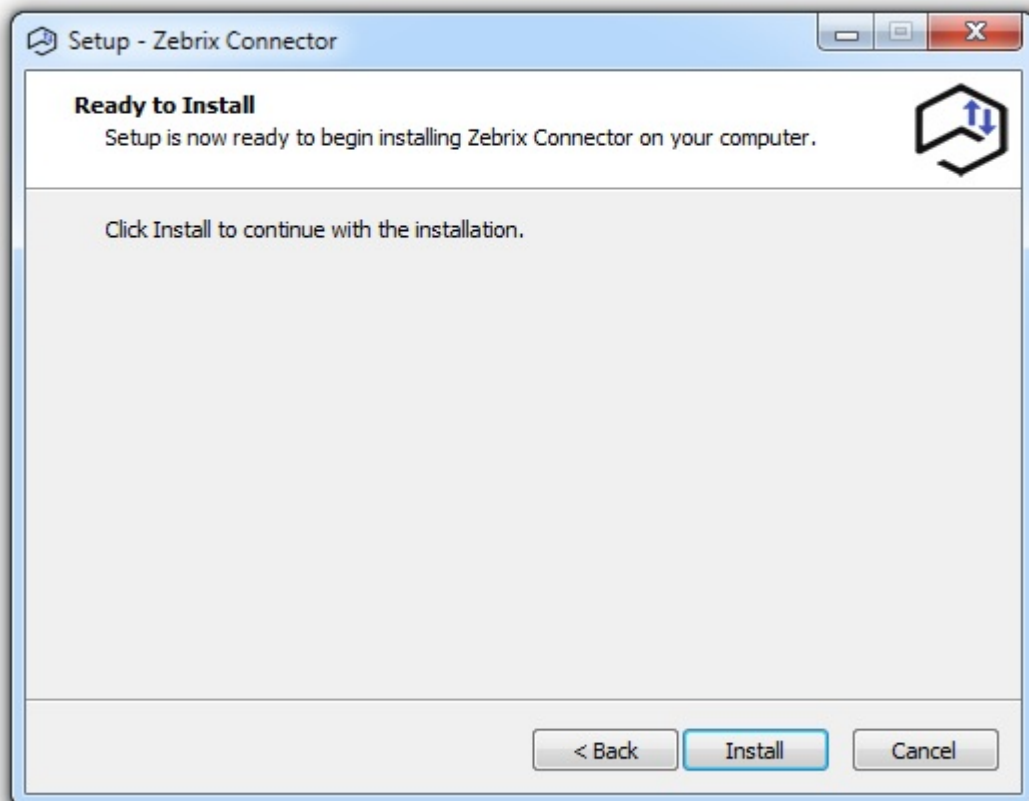 Setup - Zebrix Connector
Ready to Install
Setup is now ready to begin installing Zebrix Connector on your computer.
Click Install to continue with the installation.
< Back
Install
Cancel